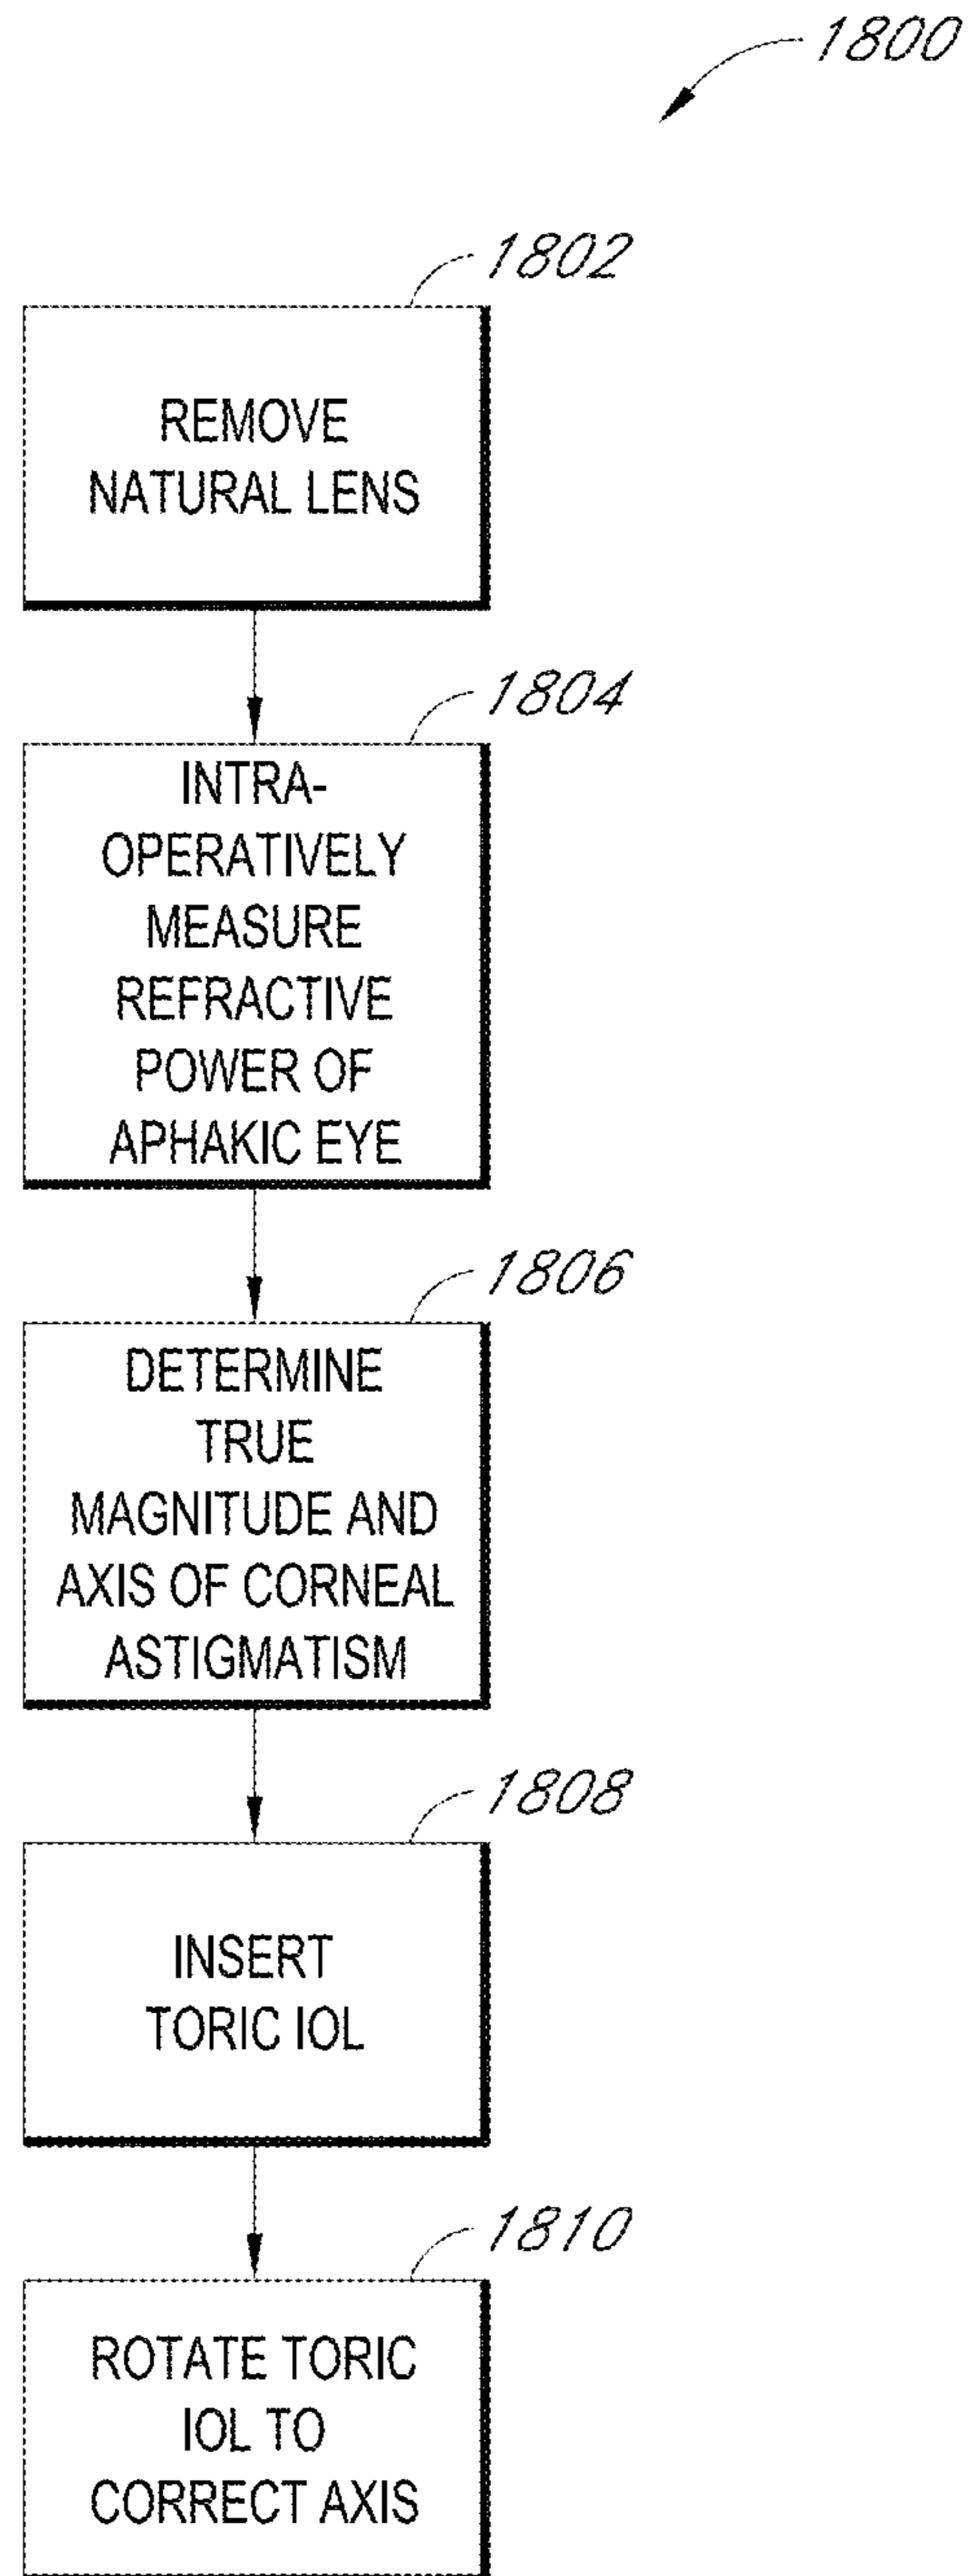 1800
1802
REMOVE
NATURAL LENS
1804
INTRA-
OPERATIVELY
MEASURE
REFRACTIVE
POWER OF
APHAKIC EYE
1806
DETERMINE
TRUE
MAGNITUDE AND
AXIS OF CORNEAL
ASTIGMATISM
1808
INSERT
TORIC IOL
1810
ROTATE TORIC
IOL TO
CORRECT AXIS